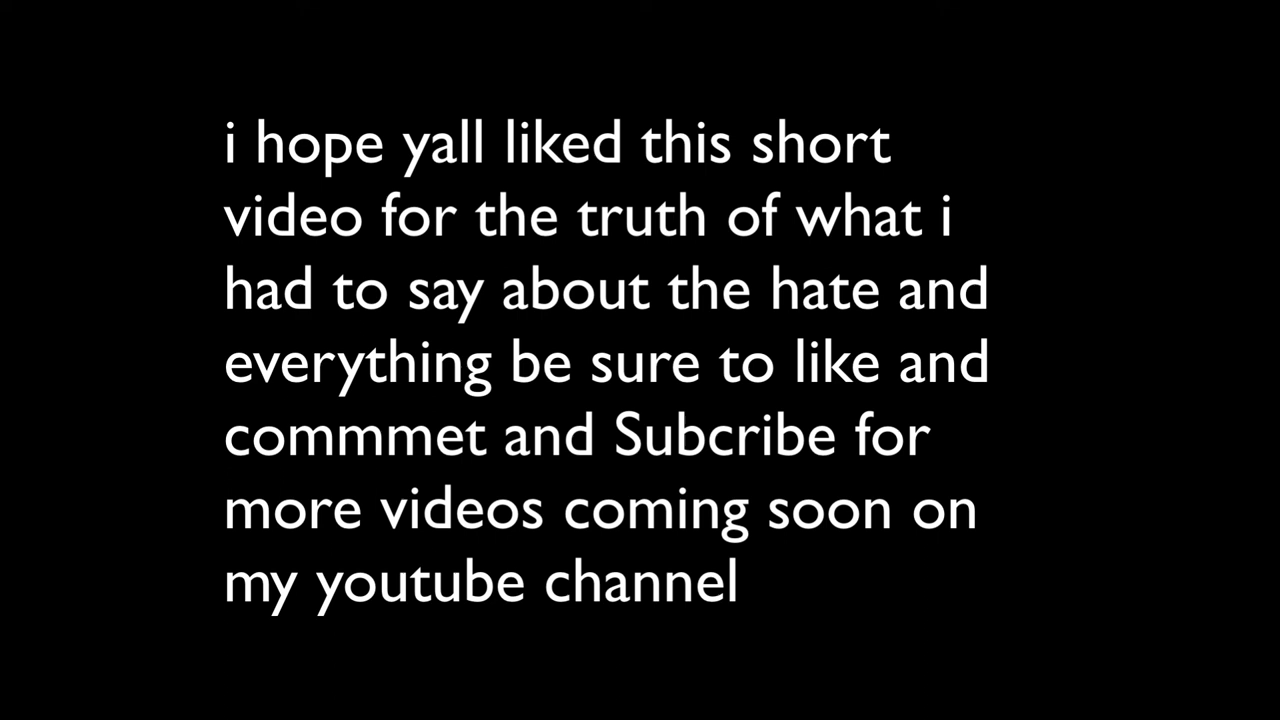 i hope yall liked this short
video for the truth of what i
had to say about the hate and
everything be sure to like and
commmet and Subcribe for
more videos coming soon on
my youtube channel